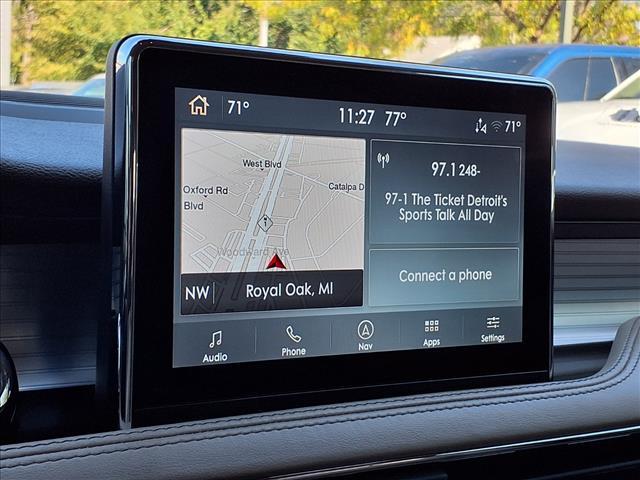 71°
11:27 77°
71°
West Blvd
Oxford Rd
Blvd
Catalpa D
1
Woodward Ave
NW
Royal Oak, MI
97.1 248-
97-1 The Ticket Detroit's
Sports Talk All Day
Connect a phone
Audio
Phone
Nav
Apps
Settings